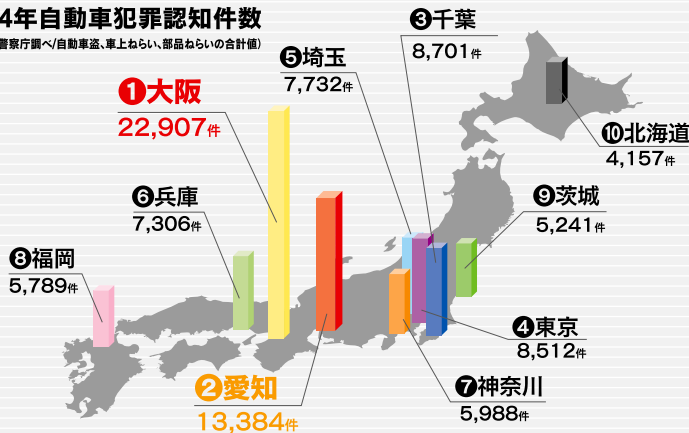 4年自動車犯罪認知件数
警察庁調べ/自動車盗、車上ねらい、部品ねらいの合計値)
❸千葉
8,701件
❺埼玉
7,732件
❶大阪
22,907件
❿北海道
4,157件
❻兵庫
7,306件
❾茨城
5,241件
❽福岡
5,789件
❹東京
8,512件
❷愛知
13,384件
❼神奈川
5,988件